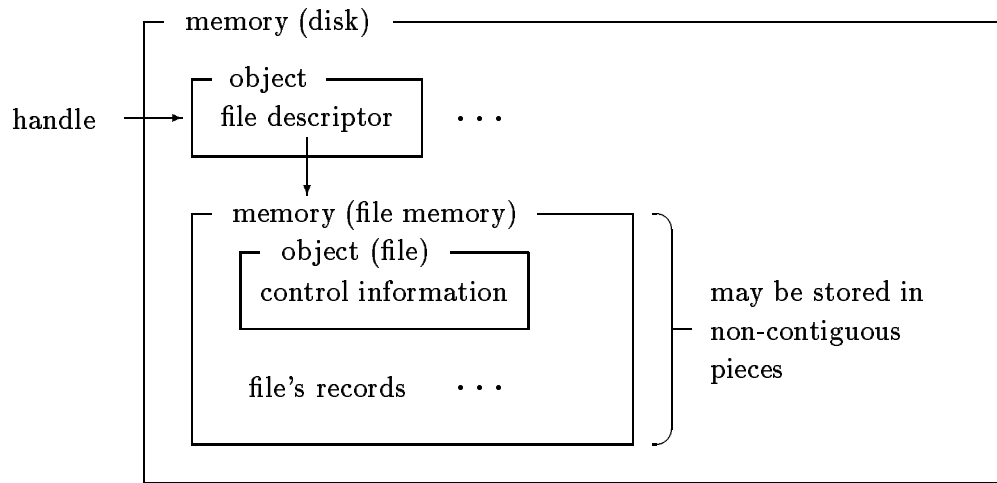 memory (disk)
object
handle
file descriptor
. . .
memory (file memory)
object (file)
control information
may be stored in
non-contiguous
pieces
file's records
. . .